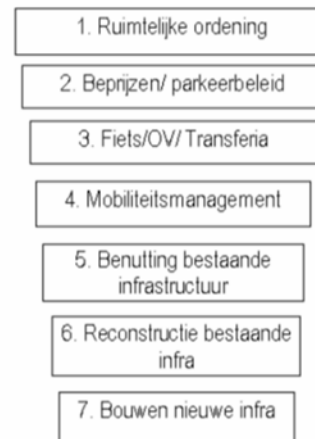 1. Ruimtelijke ordening
2. Beprijzen/ parkeerbeleid
3. Fiets/OV/ Transferia
4. Mobiliteitsmanagement
5. Benutting bestaande
infrastructuur
6. Reconstructie bestaande
infra
7. Bouwen nieuwe infra